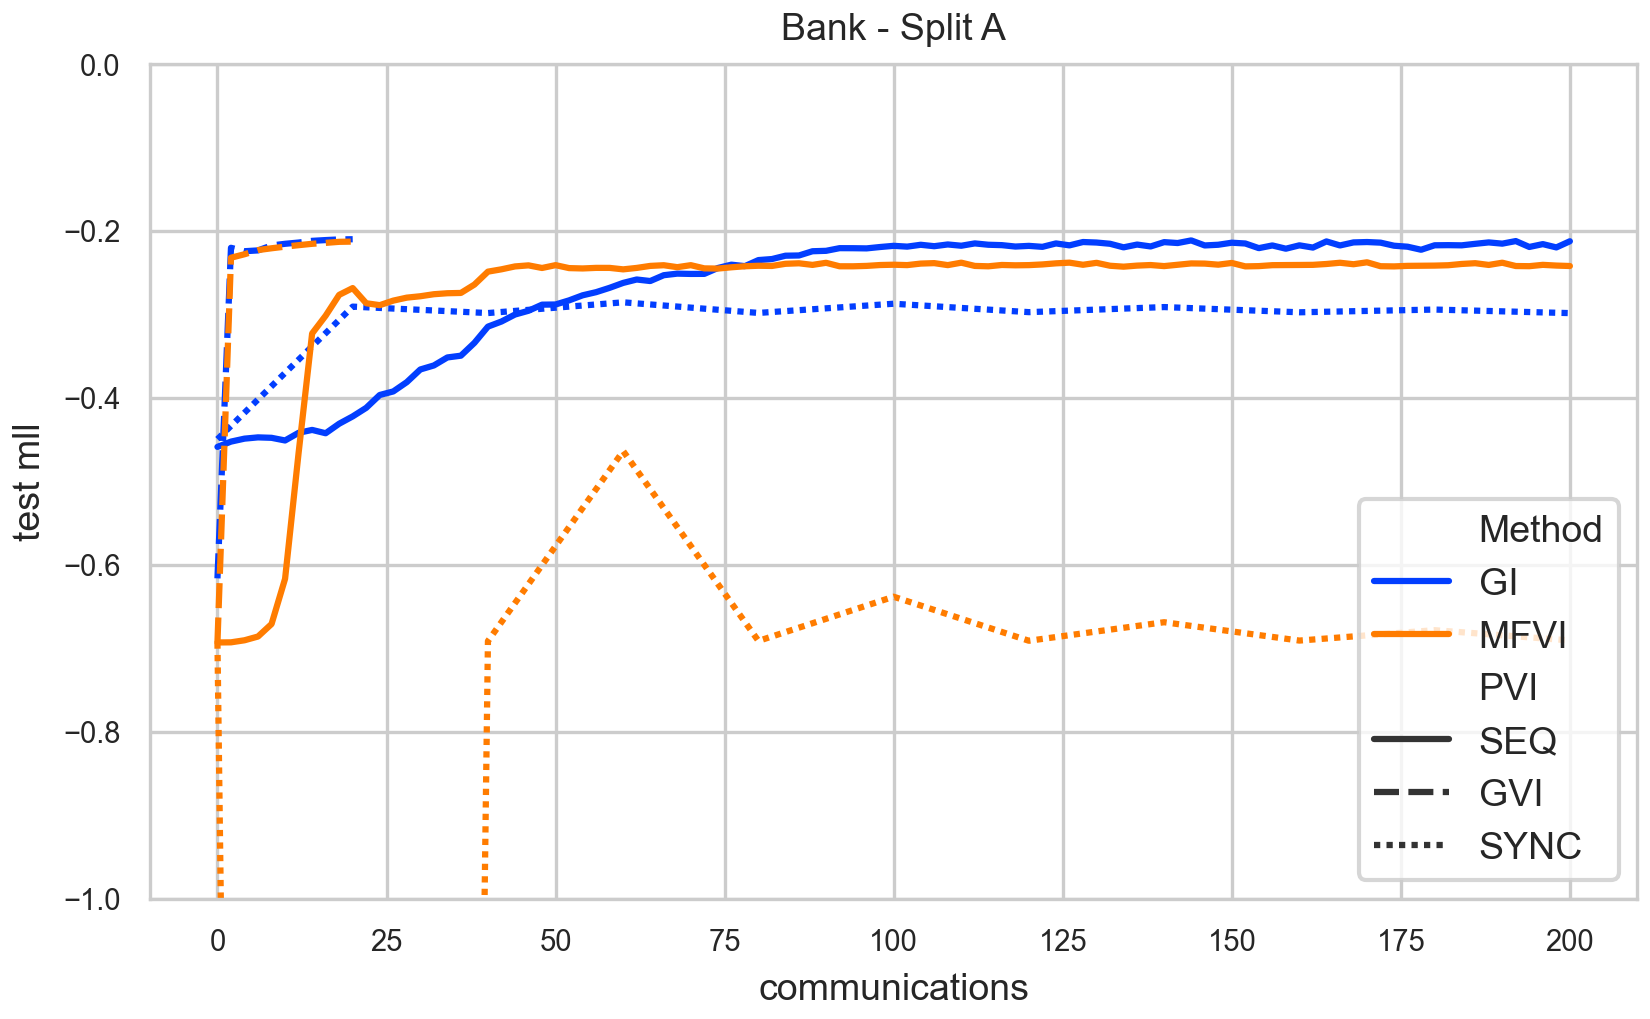 Bank - Split A
0.0
−0.2
−0.4
−0.6
−0.8
−1.0
test mll
0 25 50 75 100 125 150 175 200
communications
Method
GI
MFVI
PVI
SEQ
GVI
SYNC